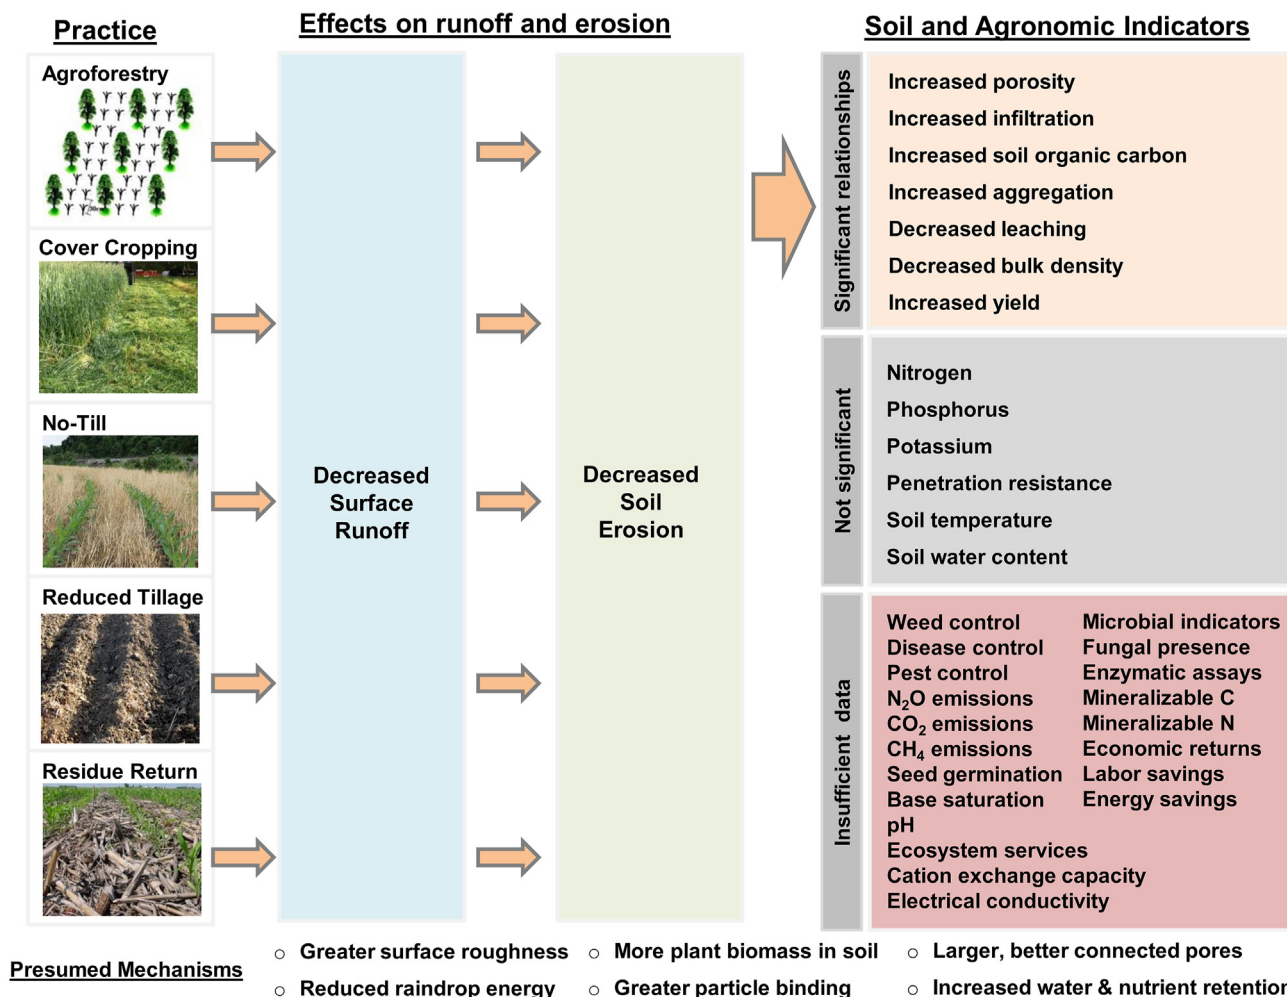 Practice
Effects on runoff and erosion
Soil and Agronomic Indicators
Agroforestry
Cover Cropping
No-Till
Reduced Tillage
Residue Return
Decreased
Surface
Runoff
Decreased
Soil
Erosion
Significant relationships
Increased porosity
Increased infiltration
Increased soil organic carbon
Increased aggregation
Decreased leaching
Decreased bulk density
Increased yield
Not significant
Nitrogen
Phosphorus
Potassium
Penetration resistance
Soil temperature
Soil water content
Insufficient data
Weed control
Disease control
Pest control
N₂O emissions
CO₂ emissions
CH₄ emissions
Seed germination
Base saturation
pH
Ecosystem services
Cation exchange capacity
Electrical conductivity
Microbial indicators
Fungal presence
Enzymatic assays
Mineralizable C
Mineralizable N
Economic returns
Labor savings
Energy savings
Presumed Mechanisms
○ Greater surface roughness
○ More plant biomass in soil
○ Larger, better connected pores
○ Reduced raindrop energy
○ Greater particle binding
○ Increased water & nutrient retention